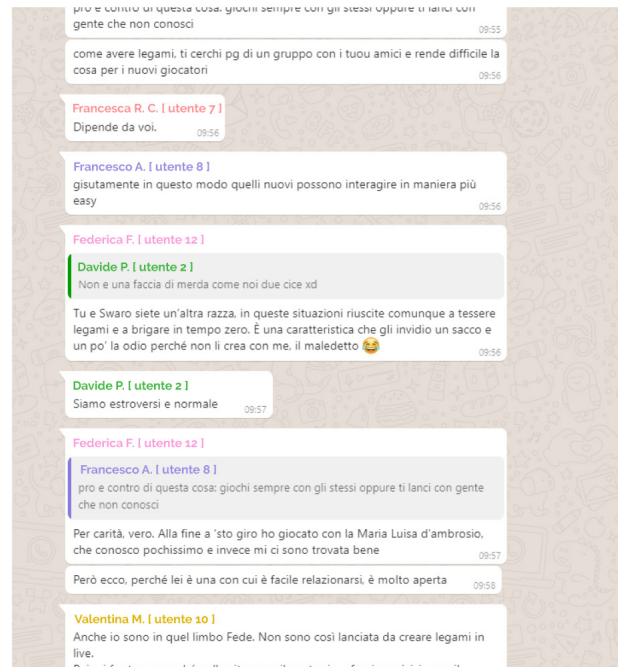 pro e contro di questa cosa: giochi sempre con gli stessi oppure ti lanci con
gente che non conosci
09:55
come avere legami, ti cerchi pg di un gruppo con i tuou amici e rende difficile la
cosa per i nuovi giocatori
09:56
Francesca R. C. [ utente 7 ]
Dipende da voi.
09:56
Francesco A. [ utente 8 ]
gisutamente in questo modo quelli nuovi possono interagire in maniera più
easy
09:56
Federica F. [ utente 12 ]
Davide P. [ utente 2 ]
Non e una faccia di merda come noi due cice xd
Tu e Swaro siete un'altra razza, in queste situazioni riuscite comunque a tessere
legami e a brigare in tempo zero. È una caratteristica che gli invidio un sacco e
un po' la odio perché non li crea con me, il maledetto 😂
09:56
Davide P. [ utente 2 ]
Siamo estroversi e normale
09:57
Federica F. [ utente 12 ]
Francesco A. [ utente 8 ]
pro e contro di questa cosa: giochi sempre con gli stessi oppure ti lanci con gente
che non conosci
Per carità, vero. Alla fine a 'sto giro ho giocato con la Maria Luisa d'ambrosio,
che conosco pochissimo e invece mi ci sono trovata bene
09:57
Però ecco, perché lei è una con cui è facile relazionarsi, è molto aperta
09:58
Valentina M. [ utente 10 ]
Anche io sono in quel limbo Fede. Non sono così lanciata da creare legami in
live.